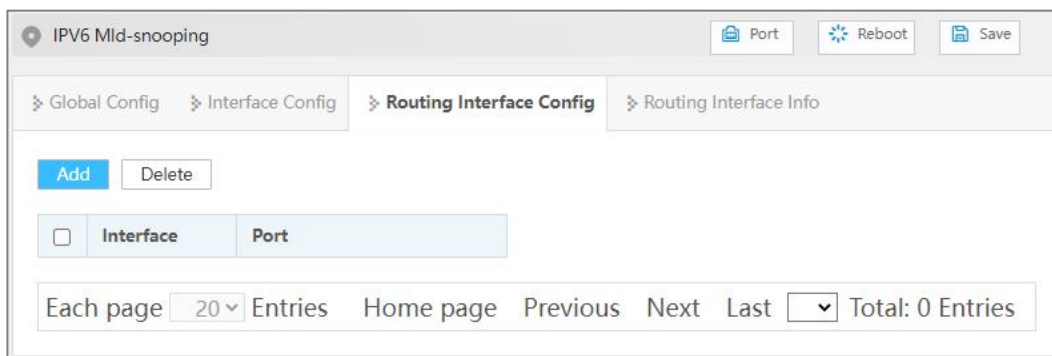 IPV6 Mld-snooping Port Reboot Save
Global Config Interface Config Routing Interface Config Routing Interface Info
Add Delete
Interface Port
Each page 20 Entries Home page Previous Next Last Total: 0 Entries